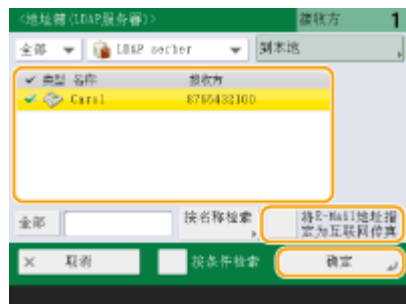 <地址簿(LDAP服务器)> 接收方 1
全部 LDAP secher 到本地
类型 名称 接收方
Carol 8765432100
全部 按名称检索 将E-Mail地址指
定为互联网传真
× 取消 按条件检索 确定